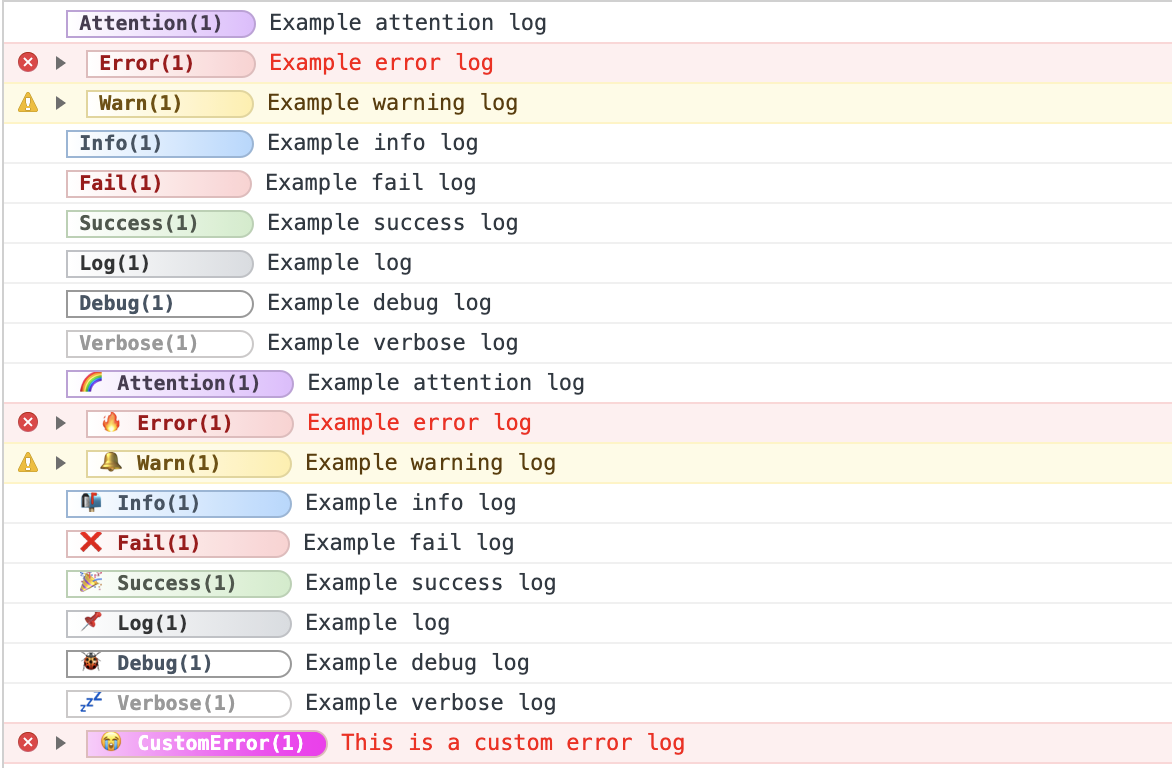 Attention(1) Example attention log
Error(1) Example error log
Warn(1) Example warning log
Info(1) Example info log
Fail(1) Example fail log
Success(1) Example success log
Log(1) Example log
Debug(1) Example debug log
Verbose(1) Example verbose log
🌈 Attention(1) Example attention log
🔥 Error(1) Example error log
🔔 Warn(1) Example warning log
📬 Info(1) Example info log
❌ Fail(1) Example fail log
🎉 Success(1) Example success log
📌 Log(1) Example log
🐞 Debug(1) Example debug log
💤 Verbose(1) Example verbose log
😭 CustomError(1) This is a custom error log